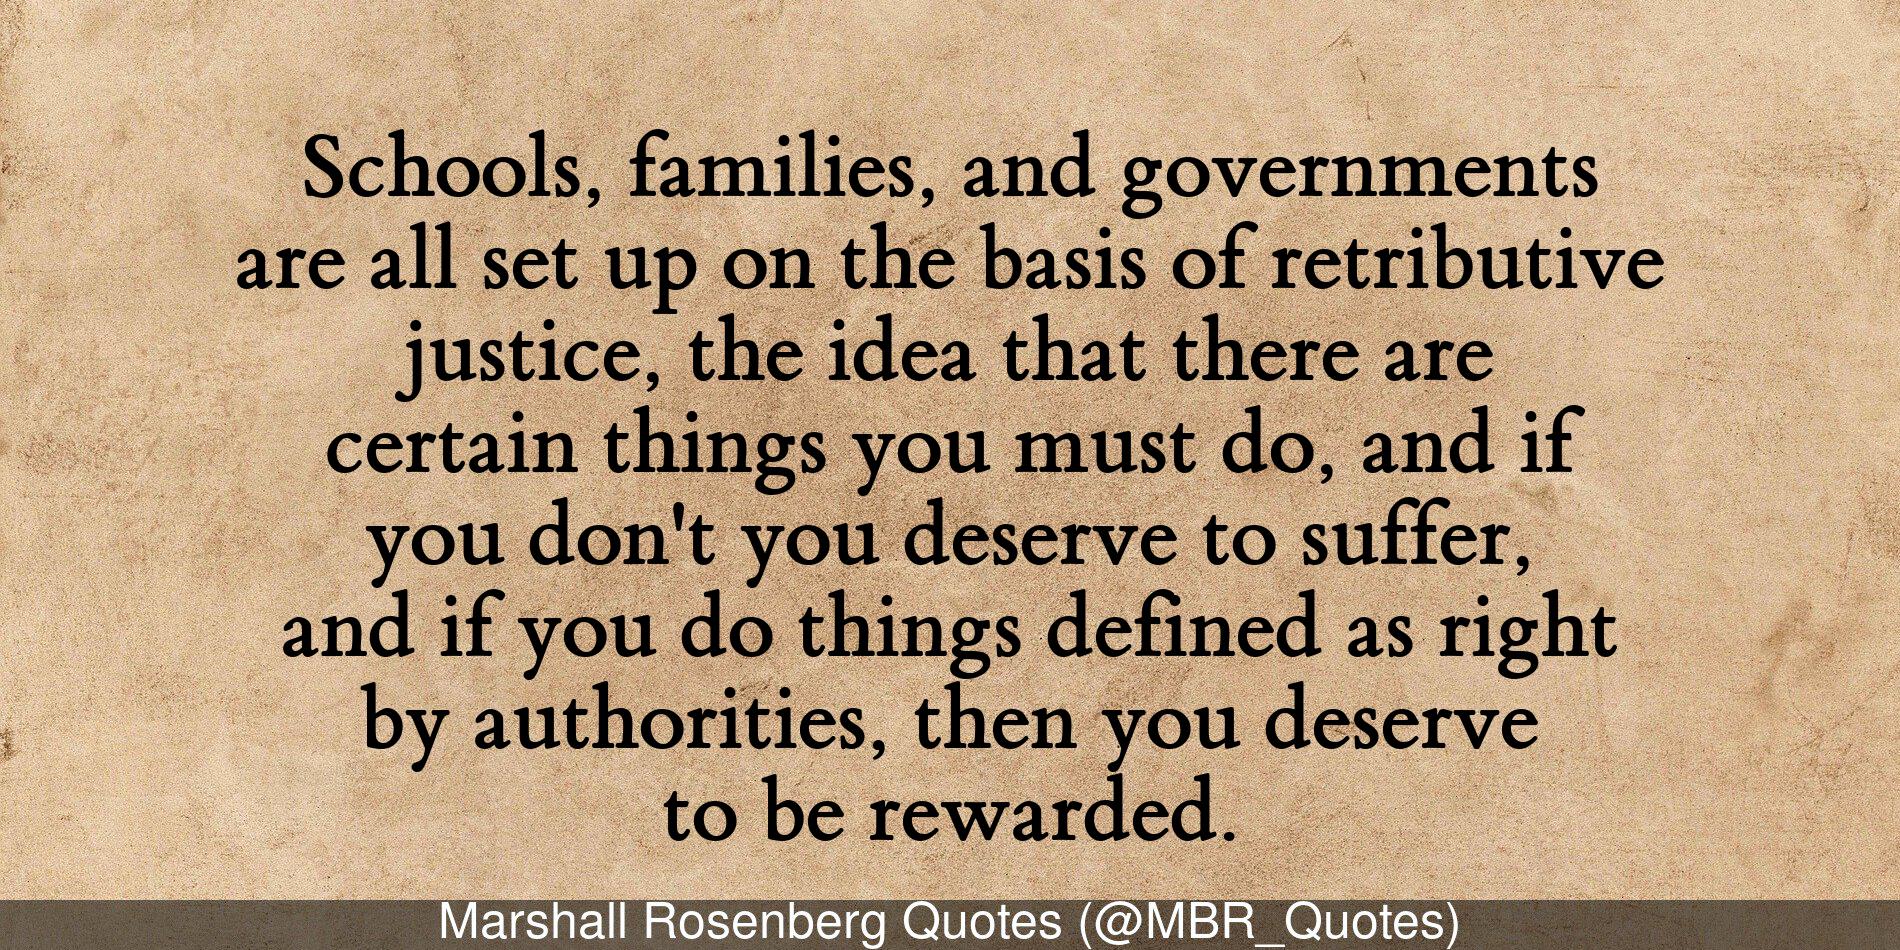 Schools, families, and governments
are all set up on the basis of retributive
justice, the idea that there are
certain things you must do, and if
you don't you deserve to suffer,
and if you do things defined as right
by authorities, then you deserve
to be rewarded.
Marshall Rosenberg Quotes (@MBR_Quotes)